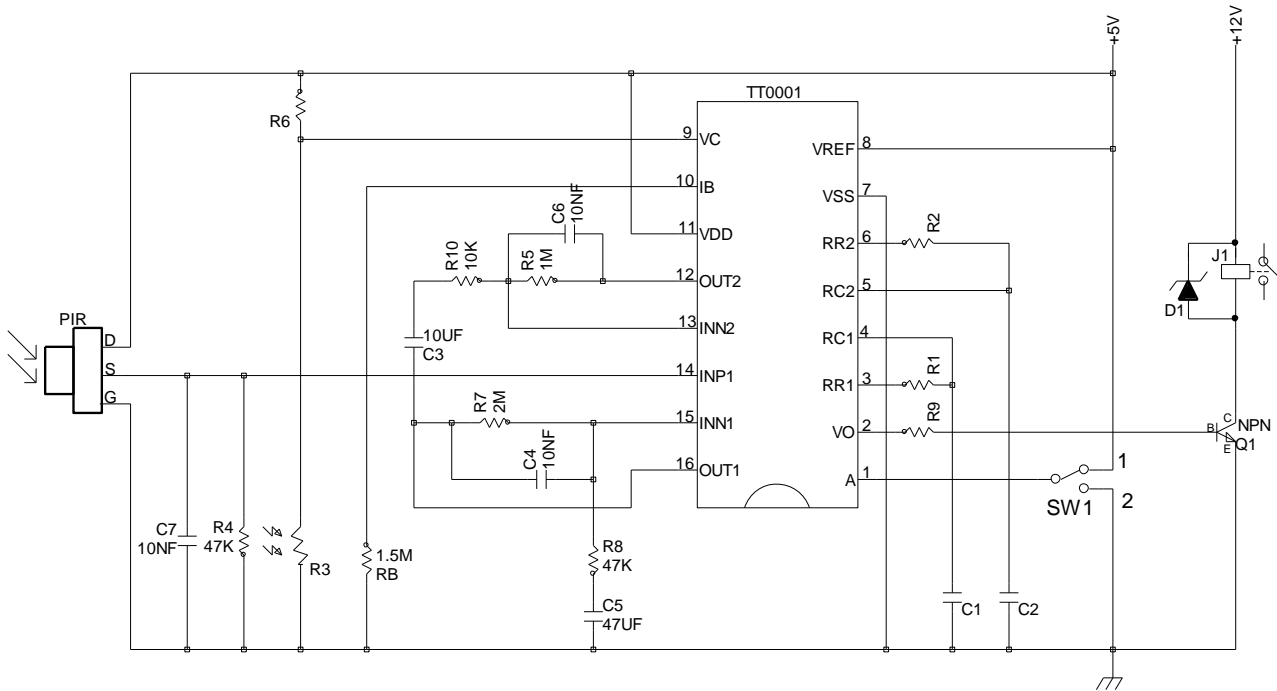 +5V
+12V
TT0001
R6
9
VC
VREF
8
10
IB
VSS
7
C6
10NF
11
VDD
RR2
6
R2
R10
10K
R5
1M
12
OUT2
RC2
5
J1
D1
13
INN2
RC1
4
PIR
D
S
G
10UF
C3
14
INP1
RR1
3
R1
R7
2M
15
INN1
VO
2
R9
B
C
E
NPN
Q1
C4
10NF
16
OUT1
A
1
SW1
1
2
C7
10NF
R4
47K
R3
1.5M
RB
R8
47K
C5
47UF
C1
C2